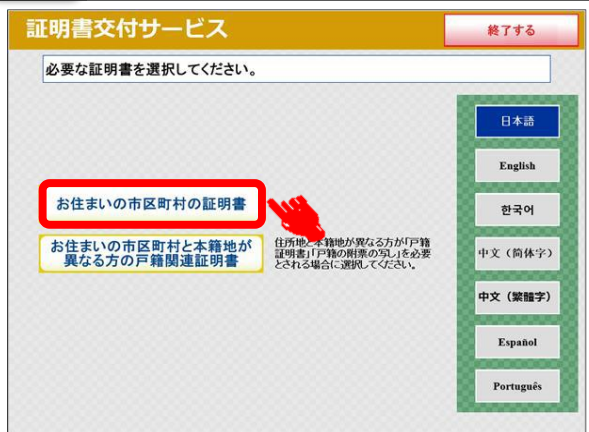 証明書交付サービス
終了する
必要な証明書を選択してください。
日本語
English
한국어
中文（简体字）
中文（繁體字）
Español
Português
お住まいの市区町村の証明書
お住まいの市区町村と本籍地が
異なる方の戸籍関連証明書
住所地と本籍地が異なる方が「戸籍
証明書」「戸籍の附票の写し」を必要
とされる場合に選択してください。